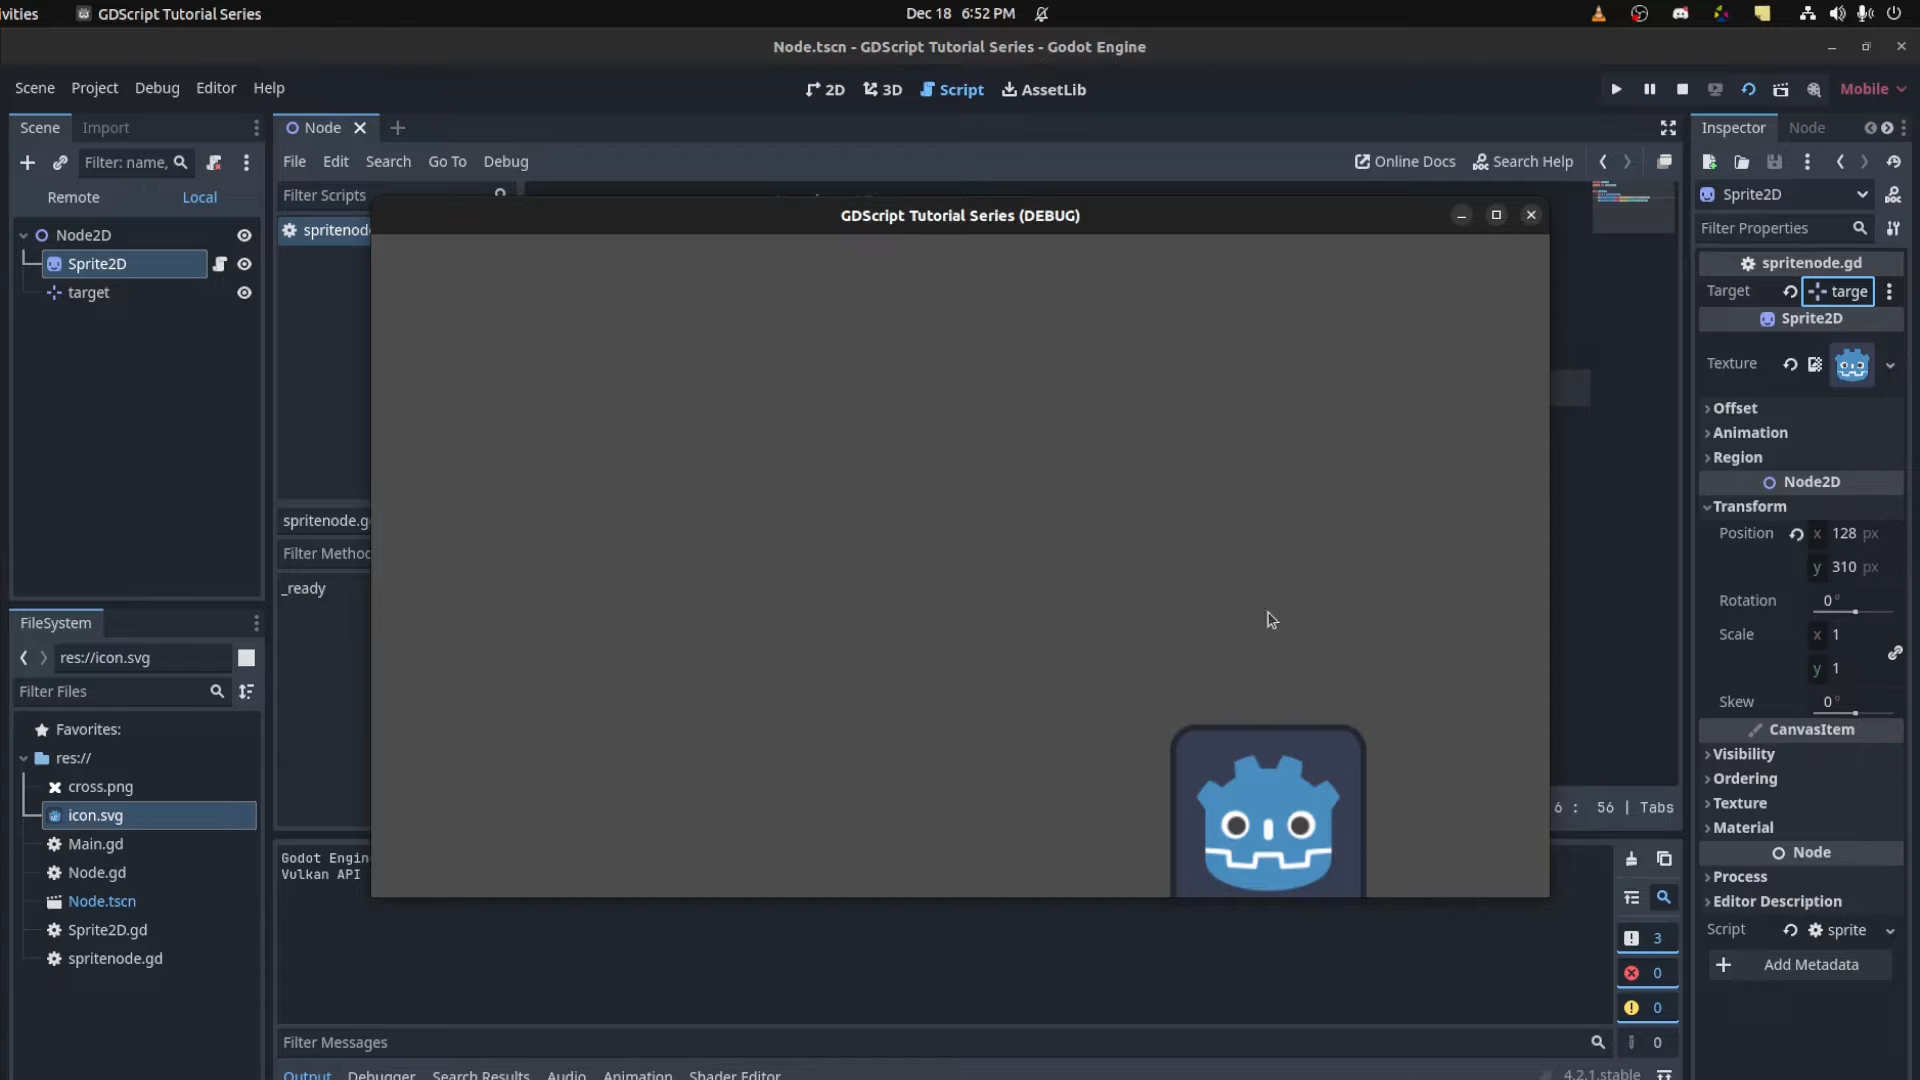 ivities
GDScript Tutorial Series
Dec 18 6:52 PM
Node.tscn - GDScript Tutorial Series - Godot Engine
Scene Project Debug Editor Help
2D 3D Script AssetLib
Mobile
Scene Import
Node
Inspector Node
Filter: name,
File Edit Search Go To Debug
Online Docs Search Help
Remote Local
Filter Scripts
Sprite2D
spritenode
GDScript Tutorial Series (DEBUG)
Filter Properties
Node2D
Sprite2D
target
spritenode.gd
Target targe
Sprite2D
Texture
Offset
Animation
Region
Node2D
Transform
Position x 128 px
y 310 px
Rotation 0°
Scale x 1
y 1
Skew 0°
CanvasItem
Visibility
Ordering
Texture
Material
Node
Process
Editor Description
Script sprite
Add Metadata
spritenode.g
Filter Method
_ready
FileSystem
res://icon.svg
Filter Files
Favorites:
res://
cross.png
icon.svg
Main.gd
Node.gd
Node.tscn
Sprite2D.gd
spritenode.gd
6 : 56 | Tabs
Godot Engin
Vulkan API
3
0
0
0
Filter Messages
Output Debugger Search Results Audio Animation Shader Editor
4.2.1.stable